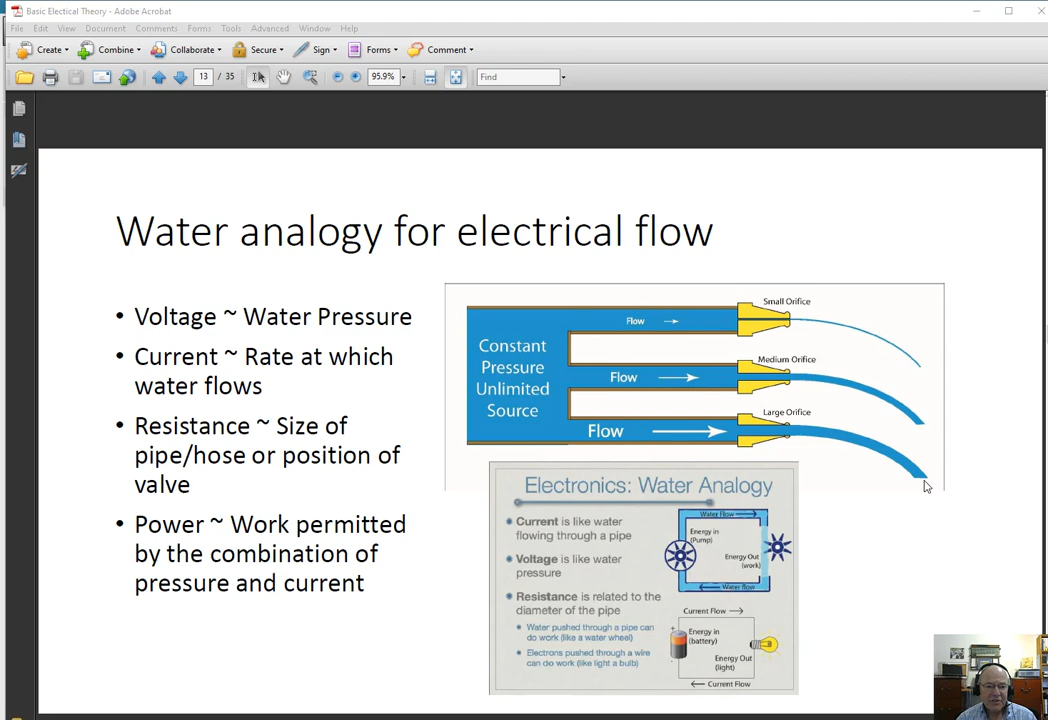 Basic Electical Theory - Adobe Acrobat
File Edit View Document Comments Forms Tools Advanced Window Help
Create Combine Collaborate Secure Sign Forms Comment
13 / 35 95.9% Find
Water analogy for electrical flow
• Voltage ~ Water Pressure
• Current ~ Rate at which
water flows
• Resistance ~ Size of
pipe/hose or position of
valve
• Power ~ Work permitted
by the combination of
pressure and current
Constant
Pressure
Unlimited
Source
Flow
Small Orifice
Flow
Medium Orifice
Flow
Large Orifice
Electronics: Water Analogy
Current is like water
flowing through a pipe
Voltage is like water
pressure
Resistance is related to the
diameter of the pipe
Water pushed through a pipe can
do work (like a water wheel)
Electrons pushed through a wire
can do work (like light a bulb)
Water Flow
Energy in
(Pump)
Energy Out
(work)
Water flow
Current Flow
+
Energy in
(battery)
-
Energy Out
(light)
Current Flow